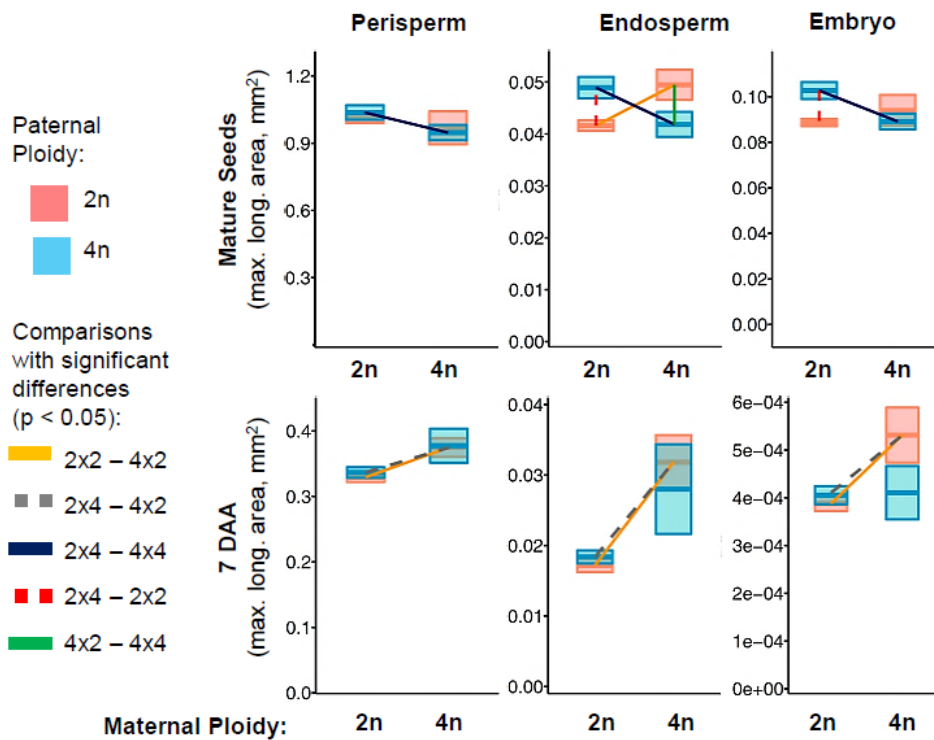 Perisperm
Endosperm
Embryo
Paternal
Ploidy:
2n
4n
Comparisons
with significant
differences
(p < 0.05):
2x2 – 4x2
2x4 – 4x2
2x4 – 4x4
2x4 – 2x2
4x2 – 4x4
Mature Seeds
(max. long. area, mm2)
1.2
0.9
0.6
0.3
0.05
0.04
0.03
0.02
0.01
0.00
0.10
0.08
0.06
0.04
0.02
0.00
2n 4n
2n 4n
2n 4n
7 DAA
(max. long. area, mm2)
0.4
0.3
0.2
0.1
0.0
0.04
0.03
0.02
0.01
0.00
6e−04
5e−04
4e−04
3e−04
2e−04
1e−04
0e+00
Maternal Ploidy: 2n 4n 2n 4n 2n 4n